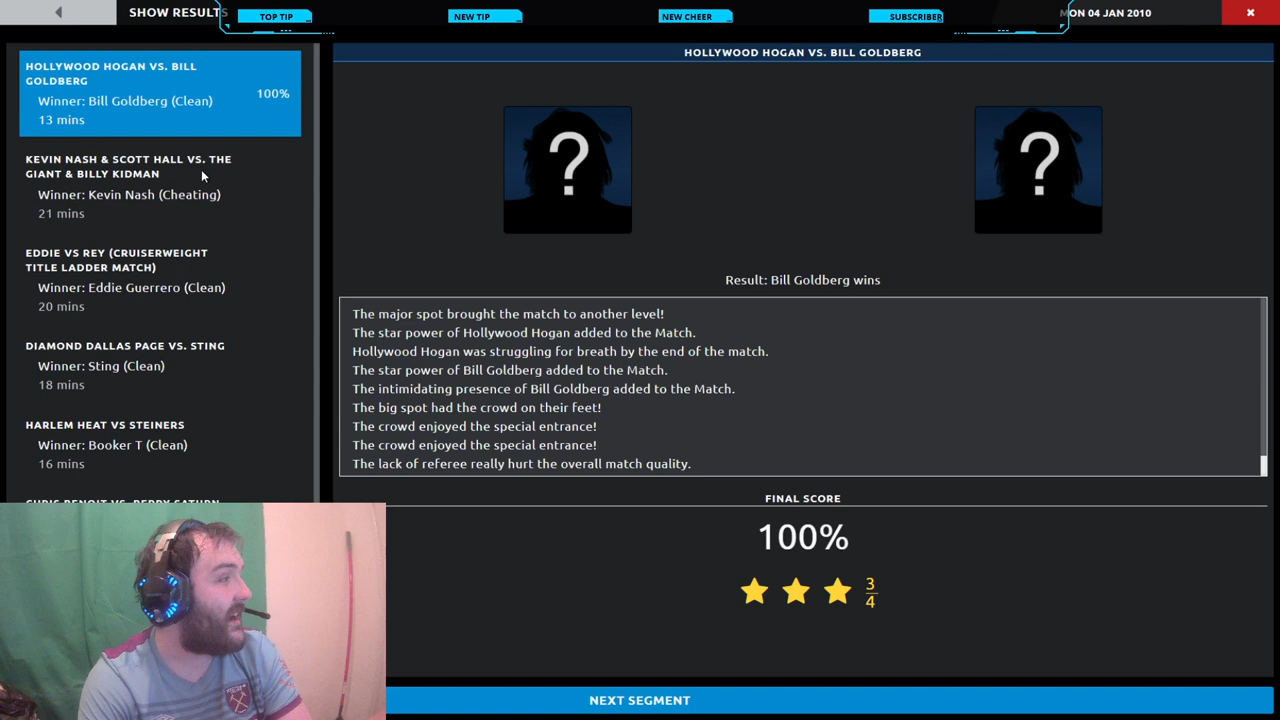 SHOW RESULTS
TOP TIP
NEW TIP
NEW CHEER
SUBSCRIBER
MON 04 JAN 2010
HOLLYWOOD HOGAN VS. BILL
GOLDBERG
Winner: Bill Goldberg (Clean)
13 mins
100%
KEVIN NASH & SCOTT HALL VS. THE
GIANT & BILLY KIDMAN
Winner: Kevin Nash (Cheating)
21 mins
EDDIE VS REY (CRUISERWEIGHT
TITLE LADDER MATCH)
Winner: Eddie Guerrero (Clean)
20 mins
DIAMOND DALLAS PAGE VS. STING
Winner: Sting (Clean)
18 mins
HARLEM HEAT VS STEINERS
Winner: Booker T (Clean)
16 mins
CHRIS BENOIT VS. PERRY SATURN
HOLLYWOOD HOGAN VS. BILL GOLDBERG
? ?
Result: Bill Goldberg wins
The major spot brought the match to another level!
The star power of Hollywood Hogan added to the Match.
Hollywood Hogan was struggling for breath by the end of the match.
The star power of Bill Goldberg added to the Match.
The intimidating presence of Bill Goldberg added to the Match.
The big spot had the crowd on their feet!
The crowd enjoyed the special entrance!
The crowd enjoyed the special entrance!
The lack of referee really hurt the overall match quality.
FINAL SCORE
100%
3/4
NEXT SEGMENT